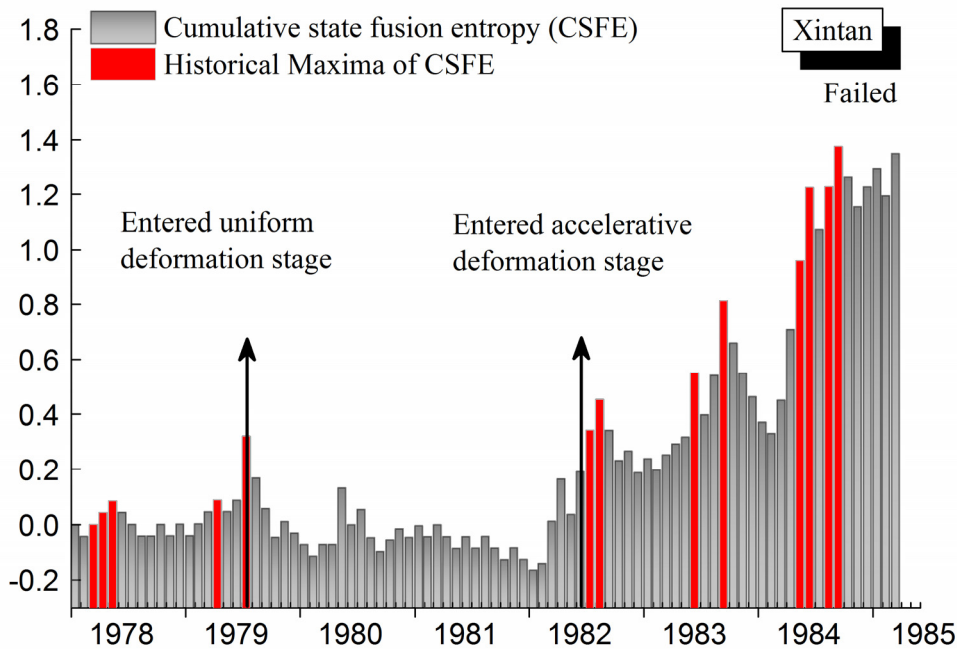 1.8
1.6
1.4
1.2
1.0
0.8
0.6
0.4
0.2
0.0
-0.2
Cumulative state fusion entropy (CSFE)
Historical Maxima of CSFE
Xintan
Failed
Entered uniform
deformation stage
Entered accelerative
deformation stage
1978 1979 1980 1981 1982 1983 1984 1985